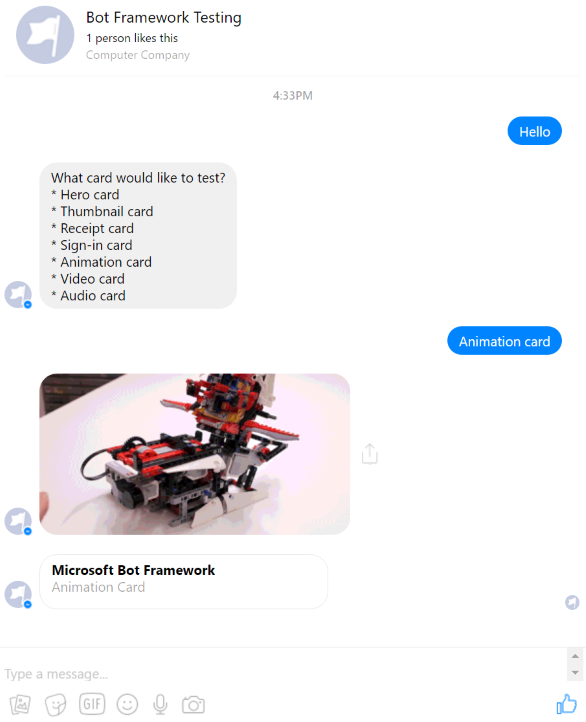 Bot Framework Testing
1 person likes this
Computer Company
4:33PM
Hello
What card would like to test?
* Hero card
* Thumbnail card
* Receipt card
* Sign-in card
* Animation card
* Video card
* Audio card
Animation card
Microsoft Bot Framework
Animation Card
Type a message...
GIF